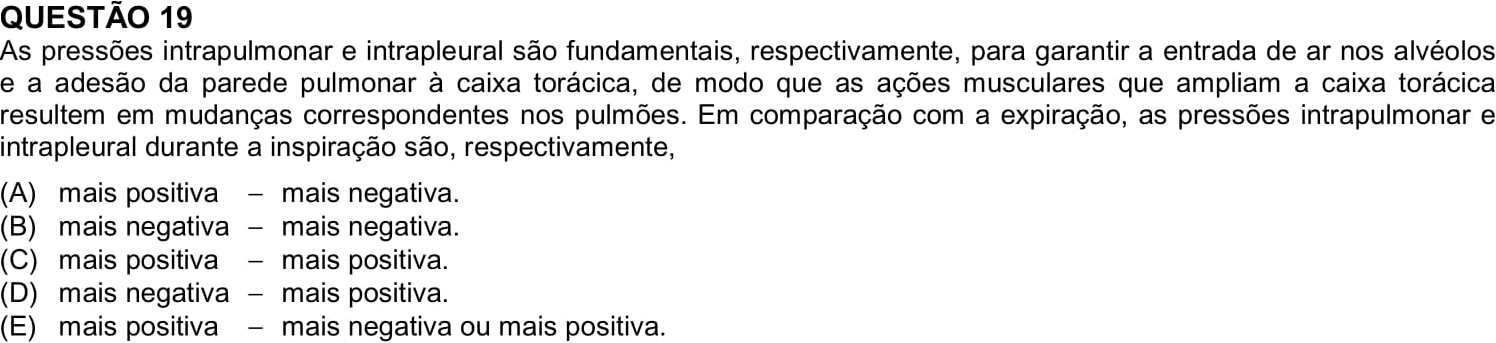 QUESTÃO 19
As pressões intrapulmonar e intrapleural são fundamentais, respectivamente, para garantir a entrada de ar nos alvéolos
e a adesão da parede pulmonar à caixa torácica, de modo que as ações musculares que ampliam a caixa torácica
resultem em mudanças correspondentes nos pulmões. Em comparação com a expiração, as pressões intrapulmonar e
intrapleural durante a inspiração são, respectivamente,
(A) mais positiva – mais negativa.
(B) mais negativa – mais negativa.
(C) mais positiva – mais positiva.
(D) mais negativa – mais positiva.
(E) mais positiva – mais negativa ou mais positiva.